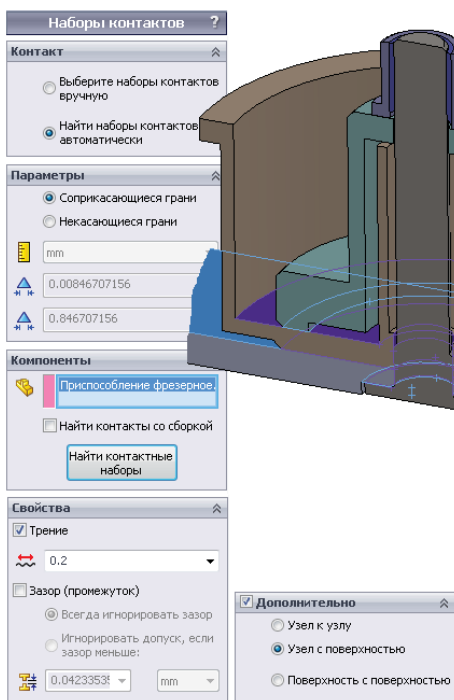 Наборы контактов ?
Контакт
Выберите наборы контактов
вручную
Найти наборы контактов
автоматически
Параметры
Соприкасающиеся грани
Некасающиеся грани
mm
0.00846707156
0.846707156
Компоненты
Приспособление фрезерное.
Найти контакты со сборкой
Найти контактные
наборы
Свойства
Трение
0.2
Зазор (промежуток)
Всегда игнорировать зазор
Игнорировать допуск, если
зазор меньше:
0.0423353 mm
Дополнительно
Узел к узлу
Узел с поверхностью
Поверхность с поверхностью